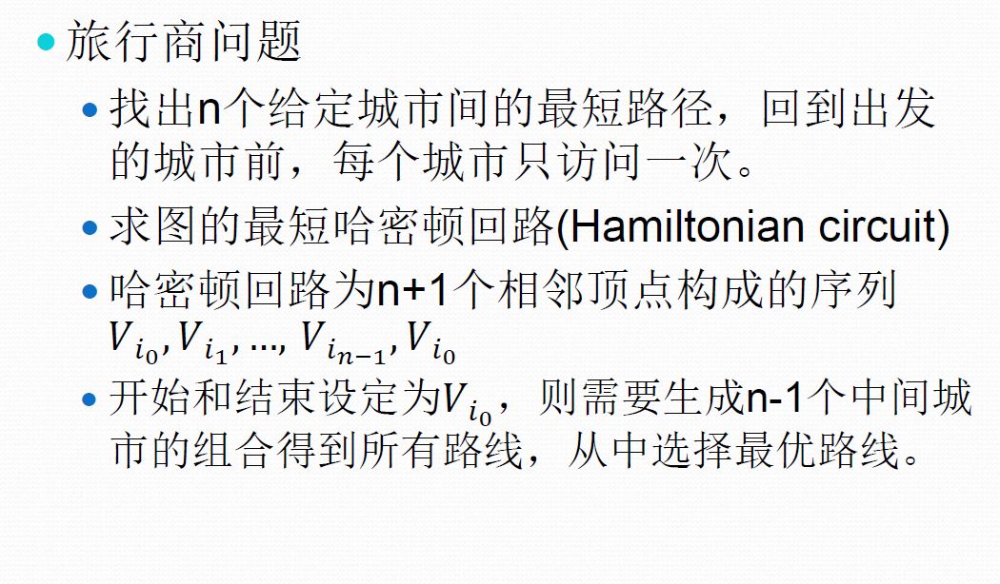 旅行商问题
找出n个给定城市间的最短路径，回到出发
的城市前，每个城市只访问一次。
求图的最短哈密顿回路(Hamiltonian circuit)
哈密顿回路为n+1个相邻顶点构成的序列
$V_{i_0}, V_{i_1}, \ldots, V_{i_{n-1}}, V_{i_0}$
开始和结束设定为$V_{i_0}$，则需要生成n-1个中间城
市的组合得到所有路线，从中选择最优路线。